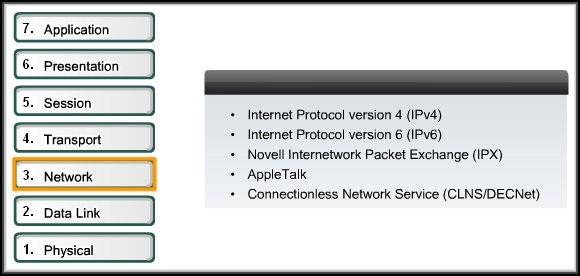 7. Application
6. Presentation
5. Session
4. Transport
3. Network
2. Data Link
1. Physical
• Internet Protocol version 4 (IPv4)
• Internet Protocol version 6 (IPv6)
• Novell Internetwork Packet Exchange (IPX)
• AppleTalk
• Connectionless Network Service (CLNS/DECNet)